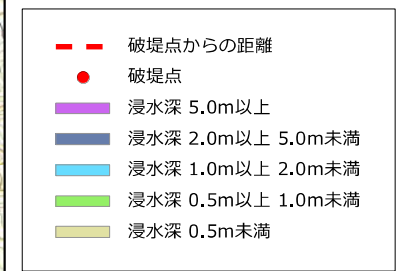 破堤点からの距離
破堤点
浸水深 5.0m以上
浸水深 2.0m以上 5.0m未満
浸水深 1.0m以上 2.0m未満
浸水深 0.5m以上 1.0m未満
浸水深 0.5m未満